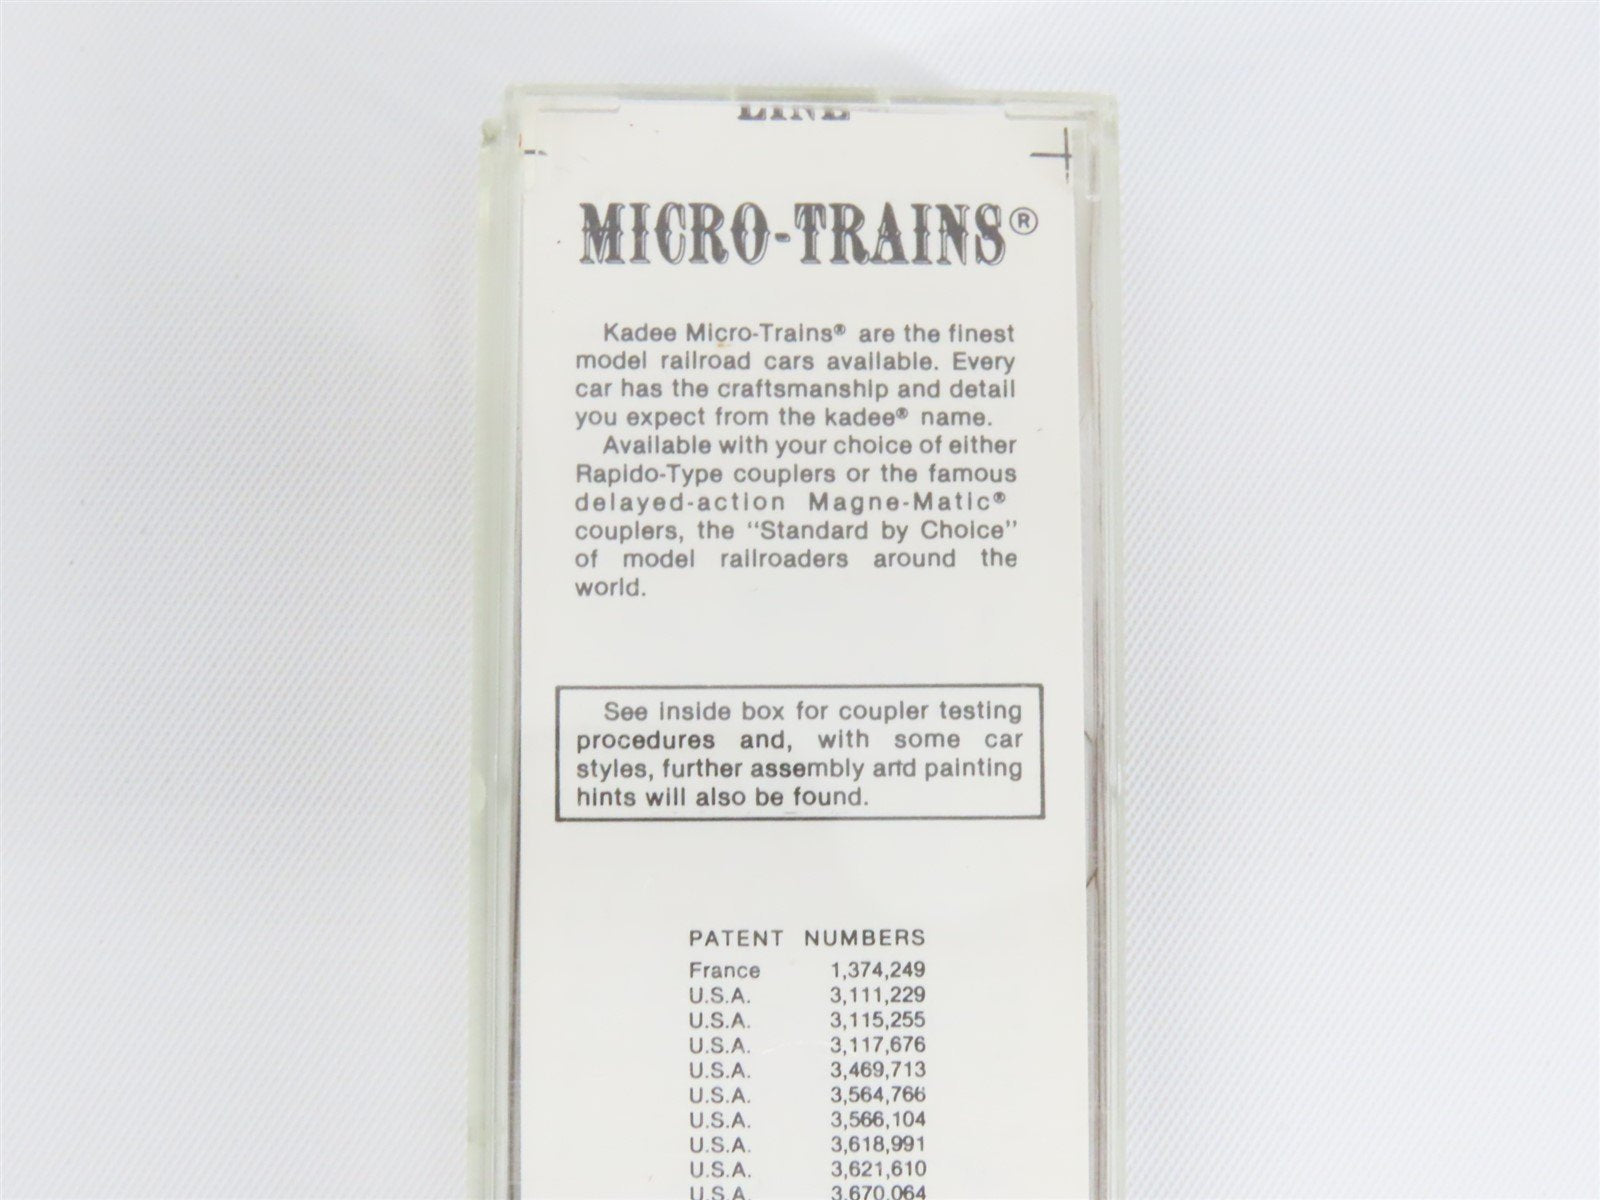 LINE
MICRO-TRAINS®
Kadee Micro-Trains® are the finest
model railroad cars available. Every
car has the craftsmanship and detail
you expect from the kadee® name.
Available with your choice of either
Rapido-Type couplers or the famous
delayed-action Magne-Matic®
couplers, the "Standard by Choice"
of model railroaders around the
world.
See inside box for coupler testing
procedures and, with some car
styles, further assembly and painting
hints will also be found.
PATENT NUMBERS
France 1,374,249
U.S.A. 3,111,229
U.S.A. 3,115,255
U.S.A. 3,117,676
U.S.A. 3,469,713
U.S.A. 3,564,766
U.S.A. 3,566,104
U.S.A. 3,618,991
U.S.A. 3,621,610
U.S.A. 3,670,064